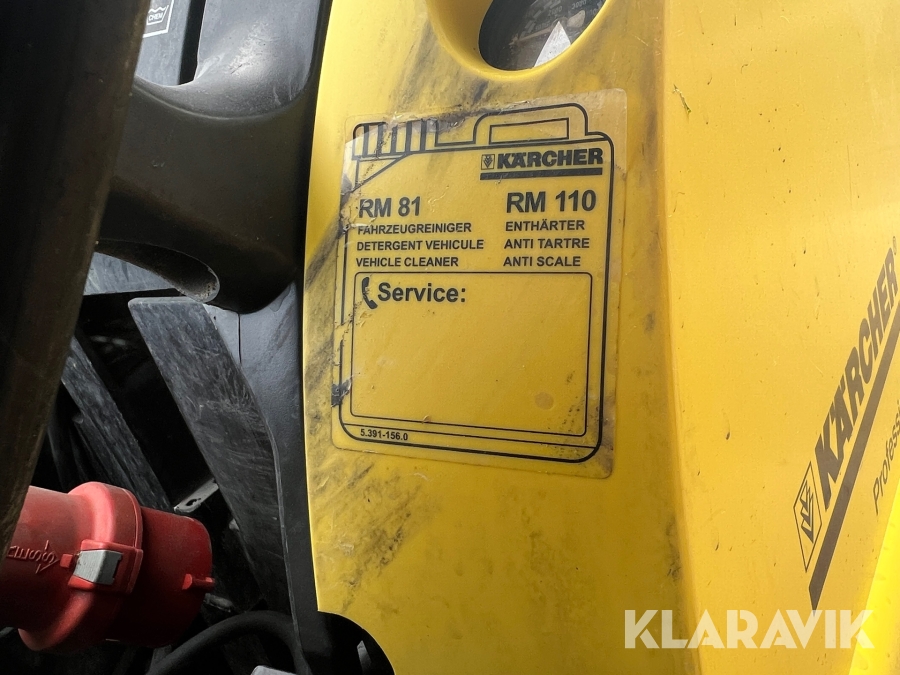 CHEM
KÄRCHER
RM 81
FAHRZEUGREINIGER
DETERGENT VEHICULE
VEHICLE CLEANER
RM 110
ENTHÄRTER
ANTI TARTRE
ANTI SCALE
Service:
5.391-156.0
KÄRCHER®
KLARAVIK